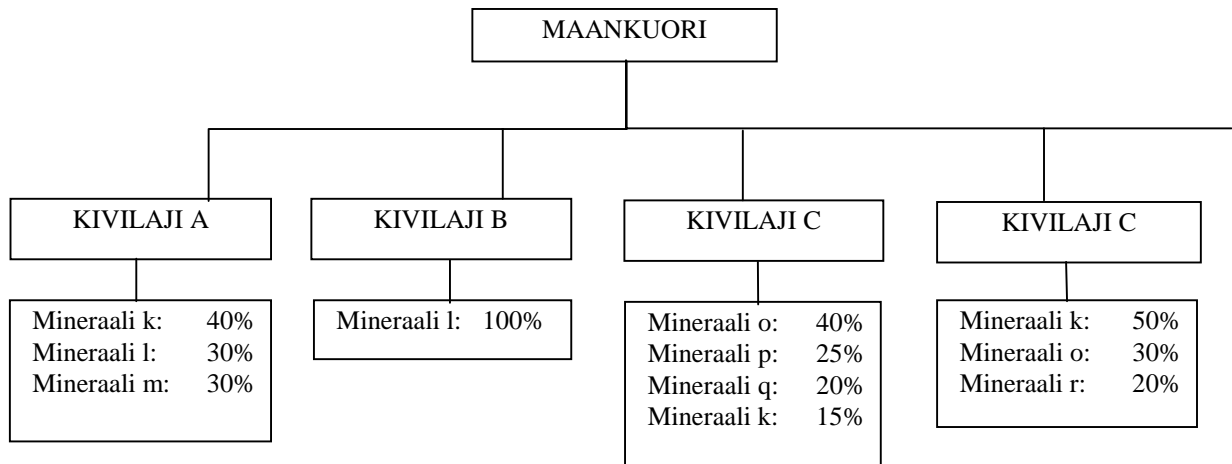 MAANKUORI
KIVILAJI A
KIVILAJI B
KIVILAJI C
KIVILAJI C
Mineraali k: 40%
Mineraali l: 30%
Mineraali m: 30%
Mineraali l: 100%
Mineraali o: 40%
Mineraali p: 25%
Mineraali q: 20%
Mineraali k: 15%
Mineraali k: 50%
Mineraali o: 30%
Mineraali r: 20%